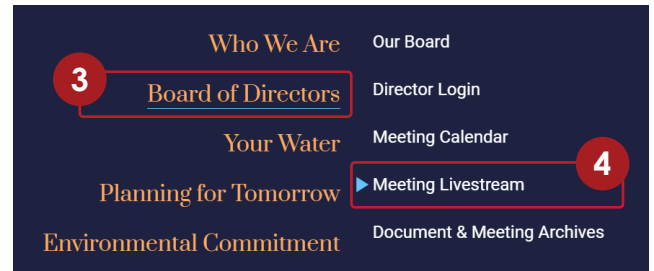 Who We Are
3
Board of Directors
Your Water
Planning for Tomorrow
Environmental Commitment
Our Board
Director Login
Meeting Calendar
4
Meeting Livestream
Document & Meeting Archives